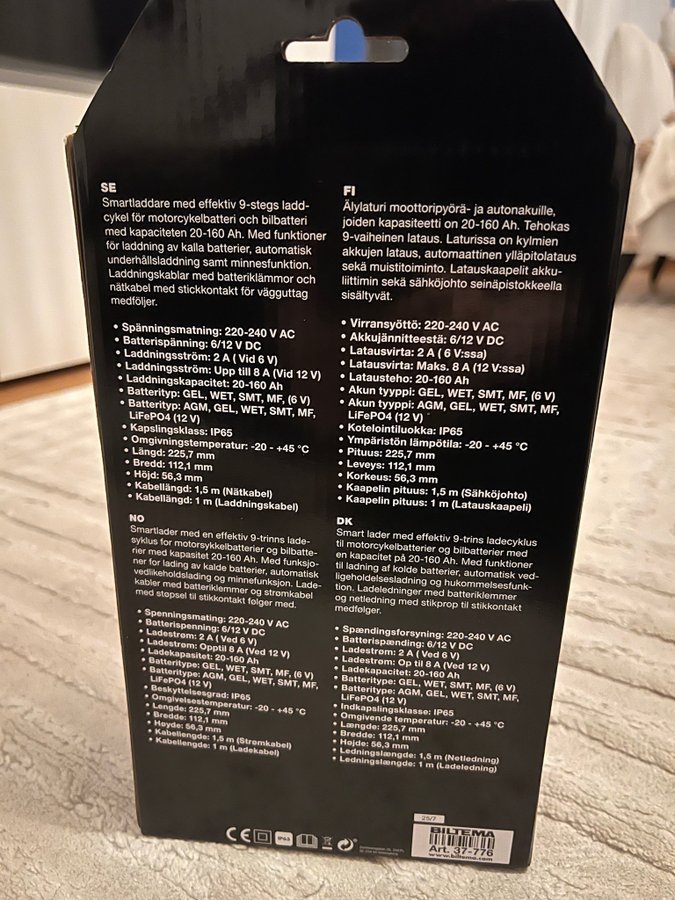 SE
Smartladdare med effektiv 9-stegs ladd-
cykel för motorcykelbatteri och bilbatteri
med kapaciteten 20-160 Ah. Med funktioner
för laddning av kalla batterier, automatisk
underhållsladdning samt minnesfunktion.
Laddningskablar med batteriklämmor och
nätkabel med stickkontakt för vägguttag
medföljer.
• Spänningsmatning: 220-240 V AC
• Batterispänning: 6/12 V DC
• Laddningsström: 2 A ( Vid 6 V)
• Laddningsström: Upp till 8 A (Vid 12 V)
• Laddningskapacitet: 20-160 Ah
• Batterityp: GEL, WET, SMT, MF, (6 V)
• Batterityp: AGM, GEL, WET, SMT, MF,
LiFePO4 (12 V)
• Kapslingsklass: IP65
• Omgivningstemperatur: -20 - +45 °C
• Längd: 225,7 mm
• Bredd: 112,1 mm
• Höjd: 56,3 mm
• Kabellängd: 1,5 m (Nätkabel)
• Kabellängd: 1 m (Laddningskabel)
FI
Älylaturi moottoripyörä- ja autonakuille,
joiden kapasiteetti on 20-160 Ah. Tehokas
9-vaiheinen lataus. Laturissa on kylmien
akkujen lataus, automaattinen ylläpitolataus
sekä muistitoiminto. Latauskaapelit akku-
liittimin sekä sähköjohto seinäpistokkeella
sisältyvät.
• Virransyöttö: 220-240 V AC
• Akkujännitteestä: 6/12 V DC
• Latausvirta: 2 A ( 6 V:ssa)
• Latausvirta: Maks. 8 A (12 V:ssa)
• Latausteho: 20-160 Ah
• Akun tyyppi: GEL, WET, SMT, MF, (6 V)
• Akun tyyppi: AGM, GEL, WET, SMT, MF,
LiFePO4 (12 V)
• Kotelointiluokka: IP65
• Ympäristön lämpötila: -20 - +45 °C
• Pituus: 225,7 mm
• Leveys: 112,1 mm
• Korkeus: 56,3 mm
• Kaapelin pituus: 1,5 m (Sähköjohto)
• Kaapelin pituus: 1 m (Latauskaapeli)
NO
Smartlader med en effektiv 9-trinns lade-
syklus for motorsykkelbatterier og bilbatte-
rier med kapasitet 20-160 Ah. Med funksjo-
ner for lading av kalde batterier, automatisk
vedlikeholdslading og minnefunksjon. Lade-
kabler med batteriklemmer og strømkabel
med støpsel til stikkontakt følger med.
• Spenningsmating: 220-240 V AC
• Batterispenning: 6/12 V DC
• Ladestrøm: 2 A ( Ved 6 V)
• Ladestrøm: Opptil 8 A (Ved 12 V)
• Ladekapasitet: 20-160 Ah
• Batteritype: GEL, WET, SMT, MF, (6 V)
• Batteritype: AGM, GEL, WET, SMT, MF,
LiFePO4 (12 V)
• Beskyttelsesgrad: IP65
• Omgivelsestemperatur: -20 - +45 °C
• Lengde: 225,7 mm
• Bredde: 112,1 mm
• Høyde: 56,3 mm
• Kabellengde: 1,5 m (Strømkabel)
• Kabellengde: 1 m (Ladekabel)
DK
Smart lader med effektiv 9-trins ladecyklus
til motorcykelbatterier og bilbatterier med
en kapacitet på 20-160 Ah. Med funktioner
til ladning af kolde batterier, automatisk ved-
ligeholdelsesladning og hukommelsesfunk-
tion. Ladeledninger med batteriklemmer
og netledning med stikprop til stikkontakt
medfølger.
• Spændingsforsyning: 220-240 V AC
• Batterispænding: 6/12 V DC
• Ladestrøm: 2 A ( Ved 6 V)
• Ladestrøm: Op til 8 A (Ved 12 V)
• Ladekapacitet: 20-160 Ah
• Batteritype: GEL, WET, SMT, MF, (6 V)
• Batteritype: AGM, GEL, WET, SMT, MF,
LiFePO4 (12 V)
• Indkapslingsklasse: IP65
• Omgivende temperatur: -20 - +45 °C
• Længde: 225,7 mm
• Bredde: 112,1 mm
• Højde: 56,3 mm
• Ledningslængde: 1,5 m (Netledning)
• Ledningslængde: 1 m (Ladeledning)
25/7
CE IP65
BILTEMA
Art. 37-776
www.biltema.com